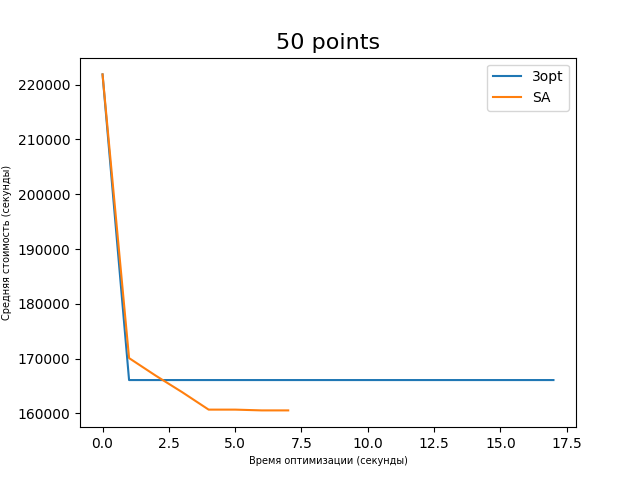 50 points
3opt
SA
Средняя стоимость (секунды)
220000
210000
200000
190000
180000
170000
160000
0.0 2.5 5.0 7.5 10.0 12.5 15.0 17.5
Время оптимизации (секунды)